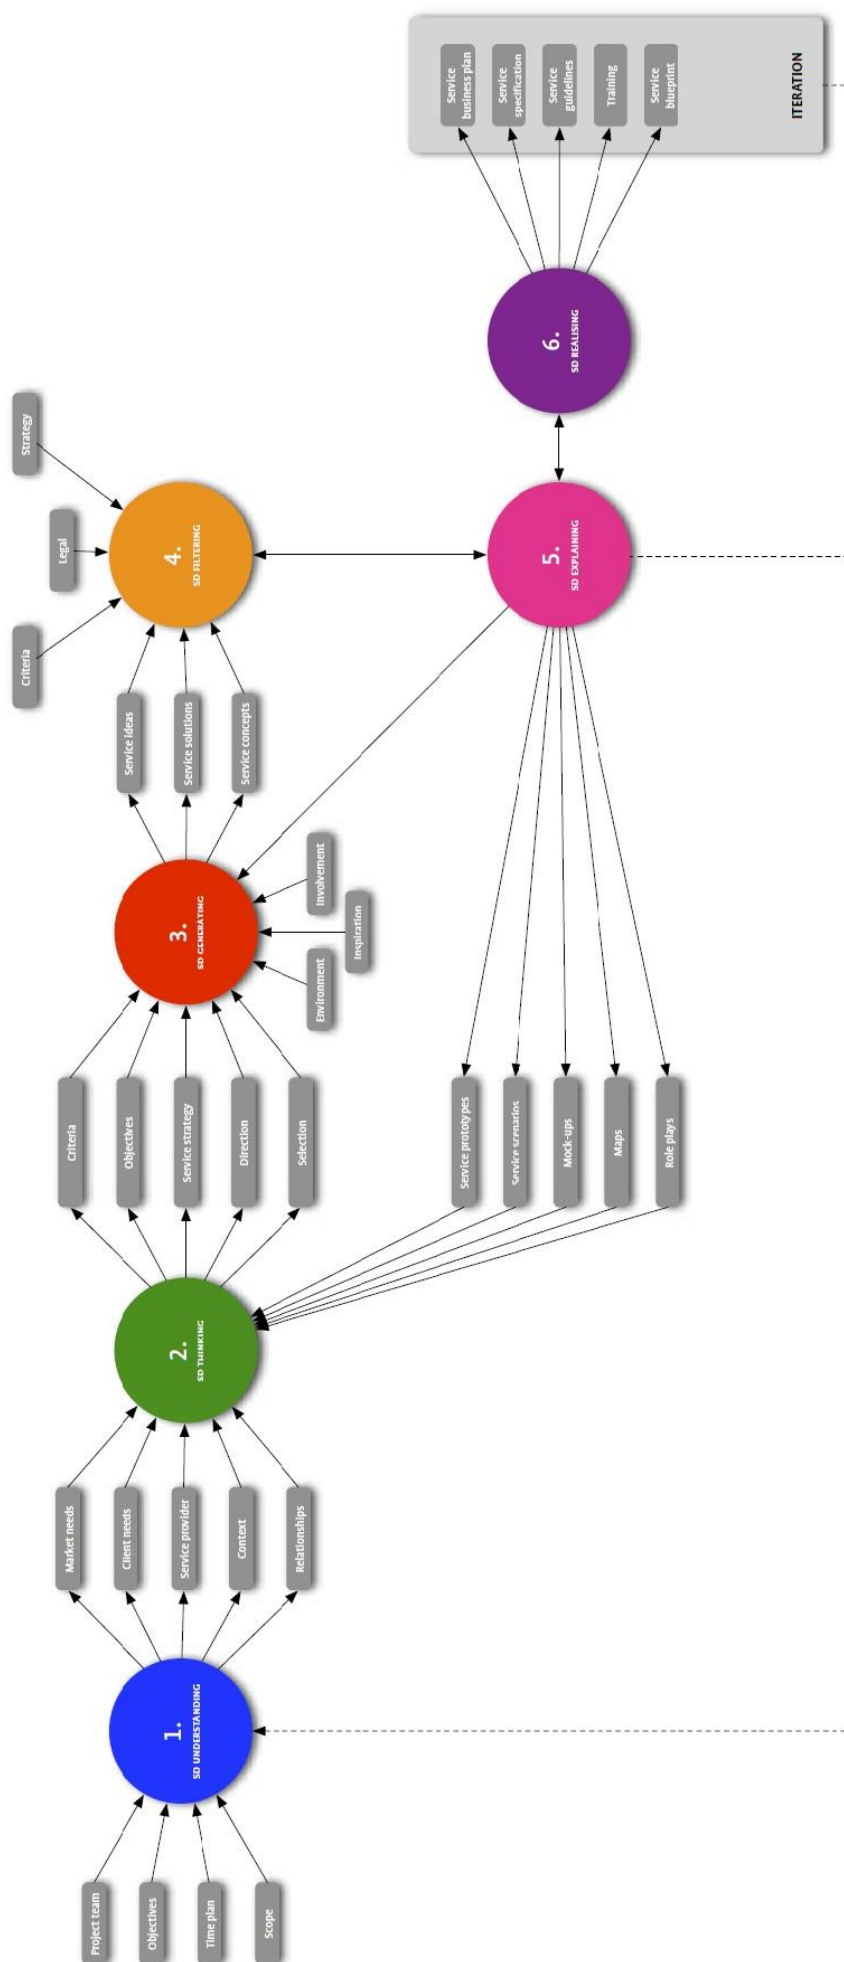 Project team
Objectives
Time plan
Scope
1.
SD UNDERSTANDING
Market needs
Client needs
Service provider
Context
Relationships
2.
SD THINKING
Criteria
Objectives
Service strategy
Direction
Selection
3.
SD GENERATING
Environment
Inspiration
Involvement
Service ideas
Service solutions
Service concepts
Criteria
Legal
Strategy
4.
SD FILTERING
Service prototypes
Service scenarios
Mock-ups
Maps
Role plays
5.
SD EXPLAINING
6.
SD REALISING
Service
business plan
Service
specification
Service
guidelines
Training
Service
blueprint
ITERATION